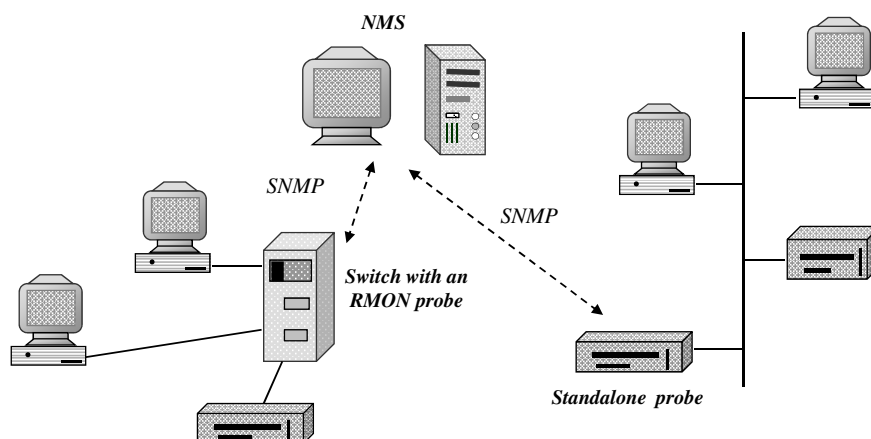 NMS
SNMP
SNMP
Switch with an
RMON probe
Standalone probe